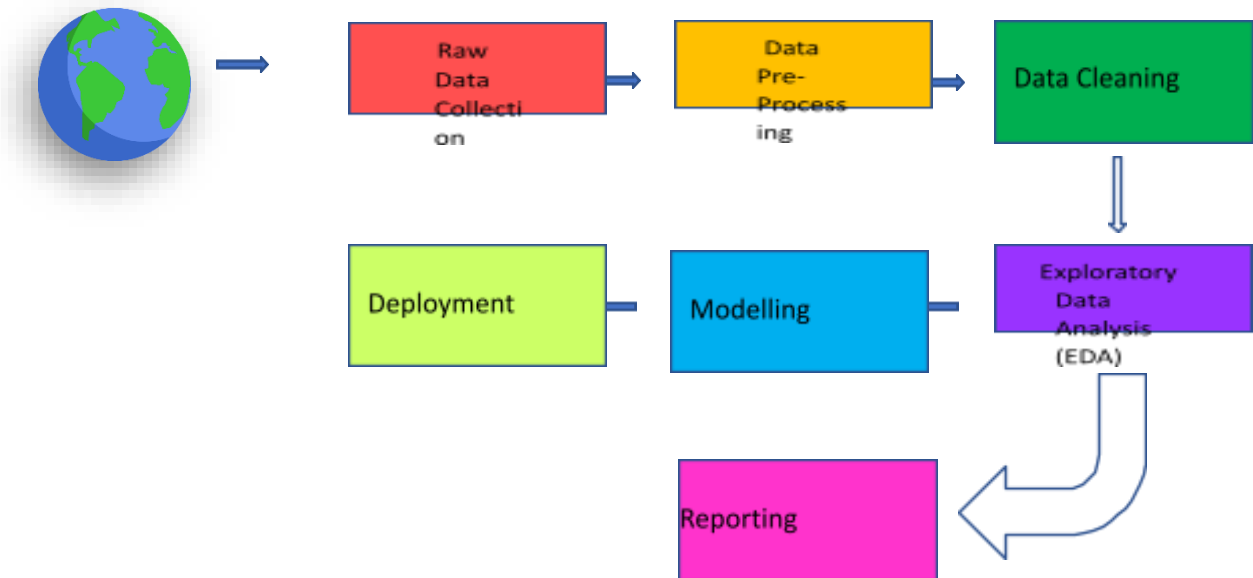 Raw
Data
Collecti
on
Data
Pre-
Process
ing
Data Cleaning
Deployment
Modelling
Exploratory
Data
Analysis
(EDA)
Reporting